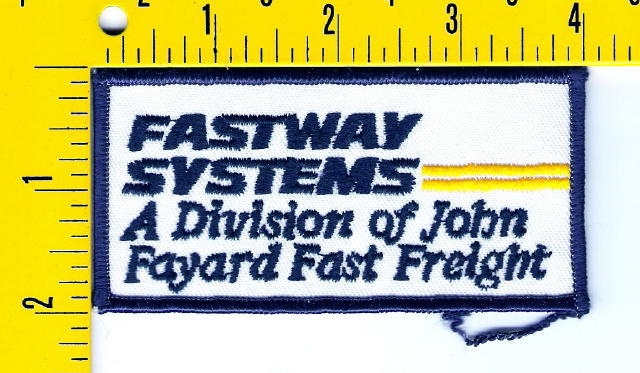 1 2 3 4
1
2
FASTWAY
SYSTEMS
A Division of John
Fayard Fast Freight